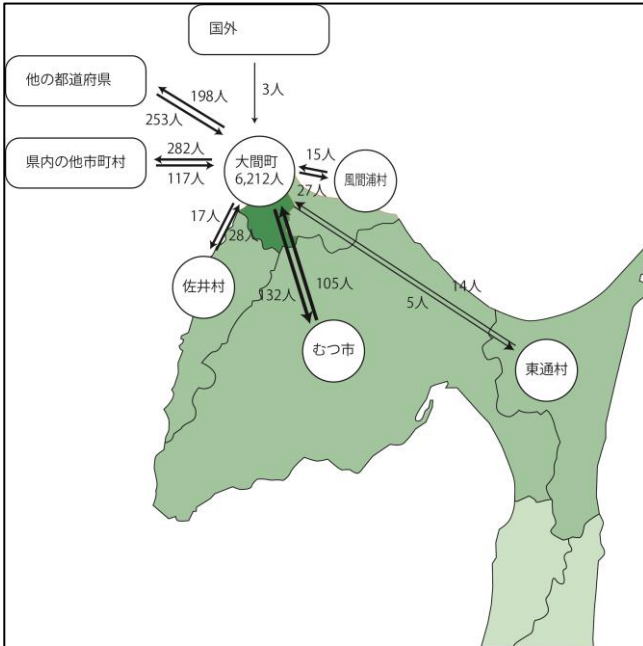 国外
他の都道府県
198人
3人
253人
県内の他市町村
282人
117人
大間町
6,212人
15人
27人
風間浦村
17人
28人
佐井村
132人
105人
むつ市
14人
5人
東通村